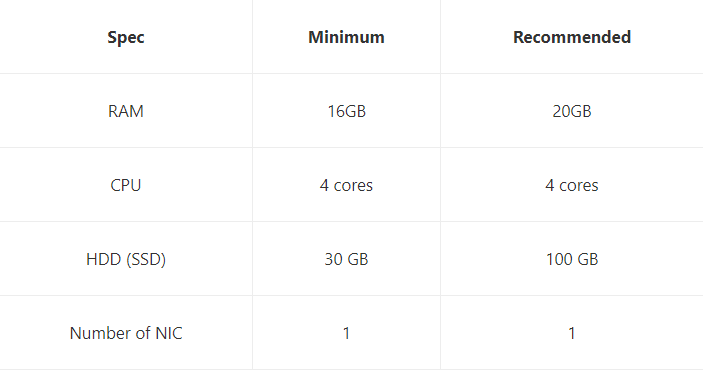 Spec Minimum Recommended
RAM 16GB 20GB
CPU 4 cores 4 cores
HDD (SSD) 30 GB 100 GB
Number of NIC 1 1